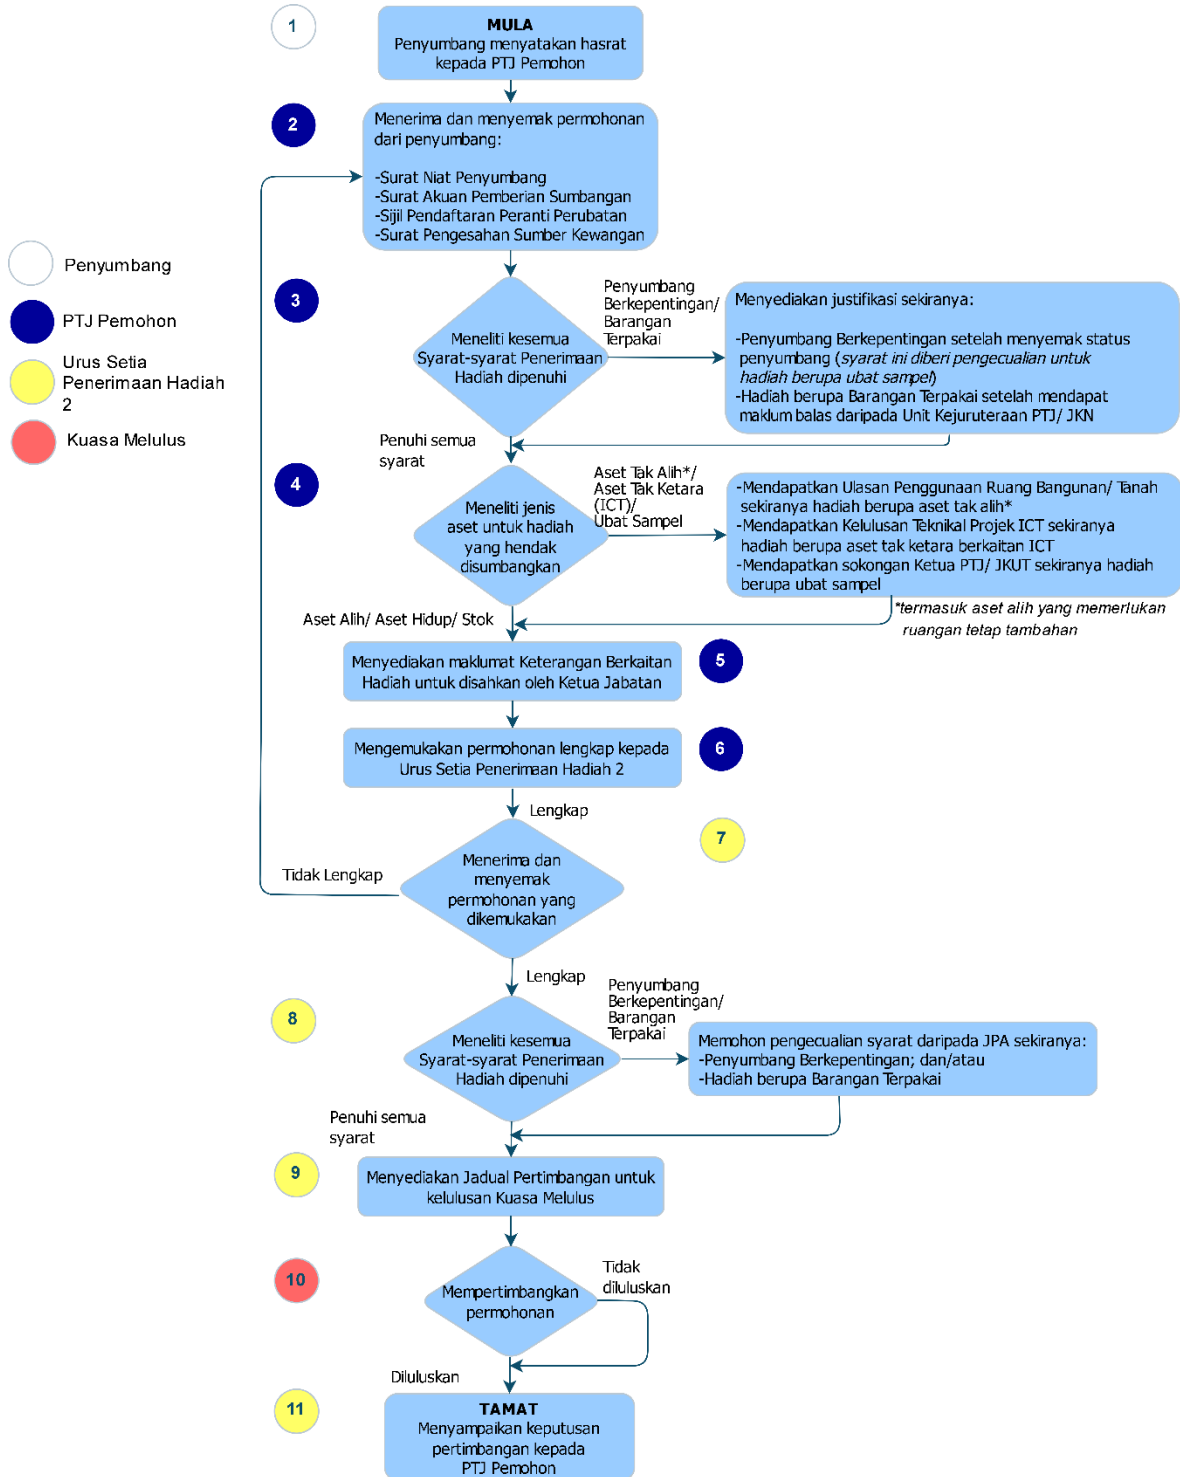 1
MULA
Penyumbang menyatakan hasrat
kepada PTJ Pemohon
2
Menerima dan menyemak permohonan
dari penyumbang:
-Surat Niat Penyumbang
-Surat Akuan Pemberian Sumbangan
-Sijil Pendaftaran Peranti Perubatan
-Surat Pengesahan Sumber Kewangan
Penyumbang
PTJ Pemohon
Urus Setia
Penerimaan Hadiah
2
Kuasa Melulus
3
Meneliti kesemua
Syarat-syarat Penerimaan
Hadiah dipenuhi
Penyumbang
Berkepentingan/
Barangan
Terpakai
Menyediakan justifikasi sekiranya:
-Penyumbang Berkepentingan setelah menyemak status
penyumbang (syarat ini diberi pengecualian untuk
hadiah berupa ubat sampel)
-Hadiah berupa Barangan Terpakai setelah mendapat
maklum balas daripada Unit Kejuruteraan PTJ/ JKN
Penuhi semua
syarat
4
Meneliti jenis
aset untuk hadiah
yang hendak
disumbangkan
Aset Tak Alih*/
Aset Tak Ketara
(ICT)/
Ubat Sampel
-Mendapatkan Ulasan Penggunaan Ruang Bangunan/ Tanah
sekiranya hadiah berupa aset tak alih*
-Mendapatkan Kelulusan Teknikal Projek ICT sekiranya
hadiah berupa aset tak ketara berkaitan ICT
-Mendapatkan sokongan Ketua PTJ/ JKUT sekiranya hadiah
berupa ubat sampel
*termasuk aset alih yang memerlukan
ruangan tetap tambahan
Aset Alih/ Aset Hidup/ Stok
Menyediakan maklumat Keterangan Berkaitan
Hadiah untuk disahkan oleh Ketua Jabatan
5
Mengemukakan permohonan lengkap kepada
Urus Setia Penerimaan Hadiah 2
6
Lengkap
7
Menerima dan
menyemak
permohonan yang
dikemukakan
Tidak Lengkap
Lengkap
8
Meneliti kesemua
Syarat-syarat Penerimaan
Hadiah dipenuhi
Penyumbang
Berkepentingan/
Barangan
Terpakai
Memohon pengecualian syarat daripada JPA sekiranya:
-Penyumbang Berkepentingan; dan/atau
-Hadiah berupa Barangan Terpakai
Penuhi semua
syarat
9
Menyediakan Jadual Pertimbangan untuk
kelulusan Kuasa Melulus
10
Mempertimbangkan
permohonan
Tidak
diluluskan
Diluluskan
11
TAMAT
Menyampaikan keputusan
pertimbangan kepada
PTJ Pemohon